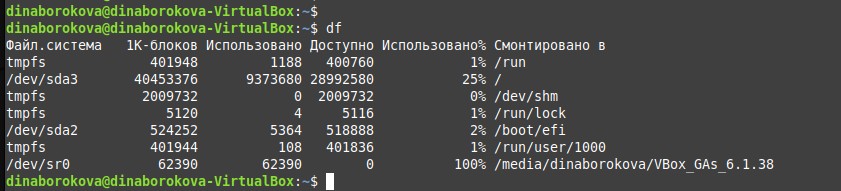 dinaborokova@dinaborokova-VirtualBox:~$
dinaborokova@dinaborokova-VirtualBox:~$ df
Файл.система 1K-блоков Использовано Доступно Использовано% Смонтировано в
tmpfs 401948 1188 400760 1% /run
/dev/sda3 40453376 9373680 28992580 25% /
tmpfs 2009732 0 2009732 0% /dev/shm
tmpfs 5120 4 5116 1% /run/lock
/dev/sda2 524252 5364 518888 2% /boot/efi
tmpfs 401944 108 401836 1% /run/user/1000
/dev/sr0 62390 62390 0 100% /media/dinaborokova/VBox_GAs_6.1.38
dinaborokova@dinaborokova-VirtualBox:~$